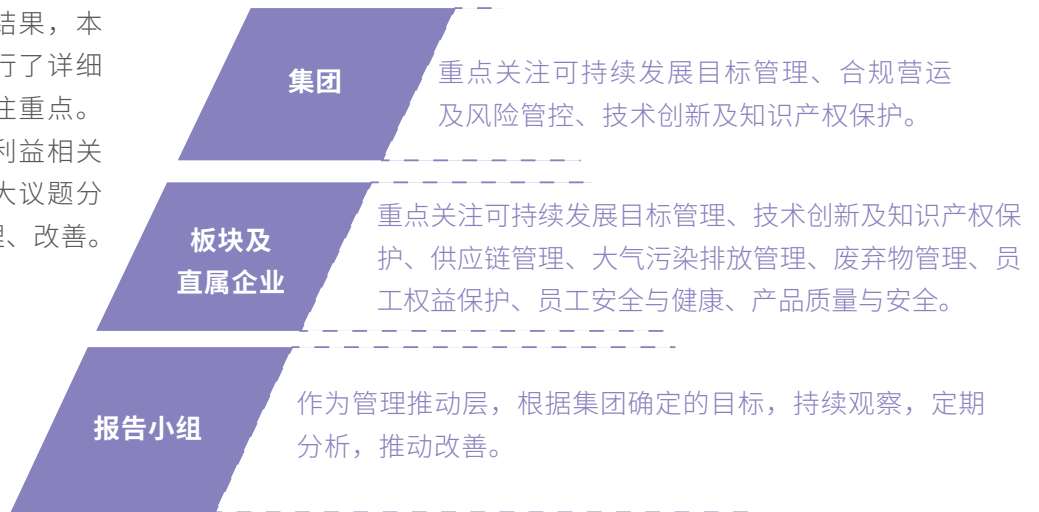 结果，本
行了详细
注重点。
利益相关
大议题分
理、改善。
集团
重点关注可持续发展目标管理、合规营运
及风险管控、技术创新及知识产权保护。
板块及
直属企业
重点关注可持续发展目标管理、技术创新及知识产权保
护、供应链管理、大气污染排放管理、废弃物管理、员
工权益保护、员工安全与健康、产品质量与安全。
报告小组
作为管理推动层，根据集团确定的目标，持续观察，定期
分析，推动改善。